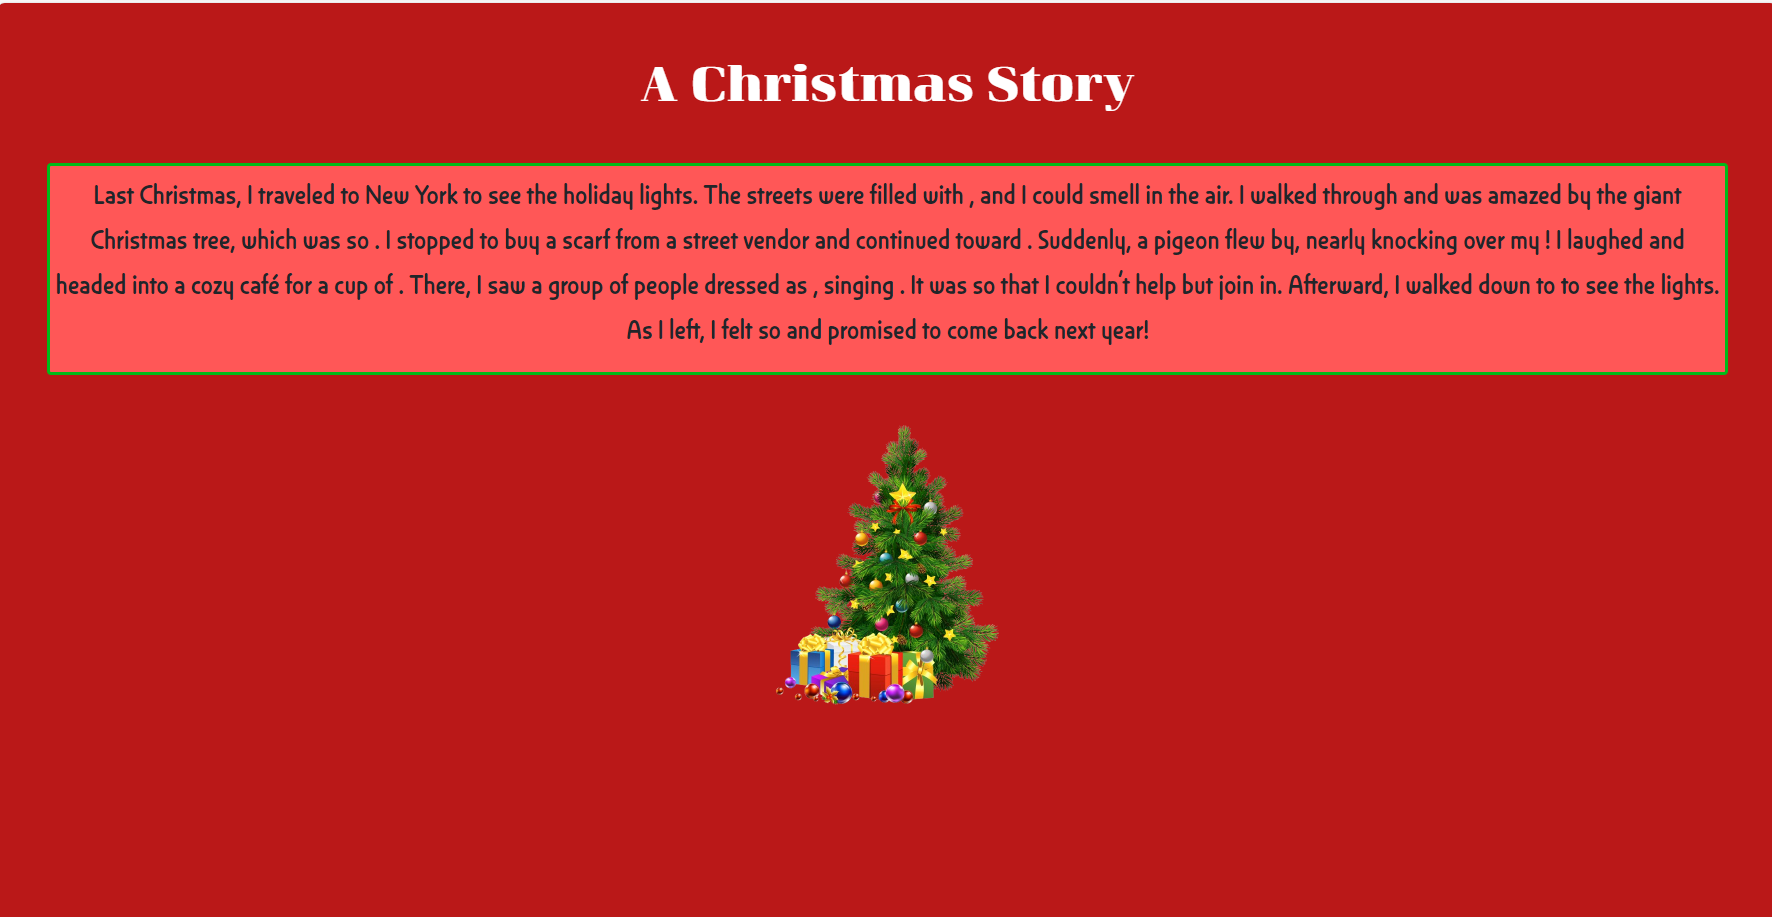 A Christmas Story
Last Christmas, I traveled to New York to see the holiday lights. The streets were filled with , and I could smell in the air. I walked through and was amazed by the giant
Christmas tree, which was so . I stopped to buy a scarf from a street vendor and continued toward . Suddenly, a pigeon flew by, nearly knocking over my ! I laughed and
headed into a cozy café for a cup of . There, I saw a group of people dressed as , singing . It was so that I couldn't help but join in. Afterward, I walked down to to see the lights.
As I left, I felt so and promised to come back next year!